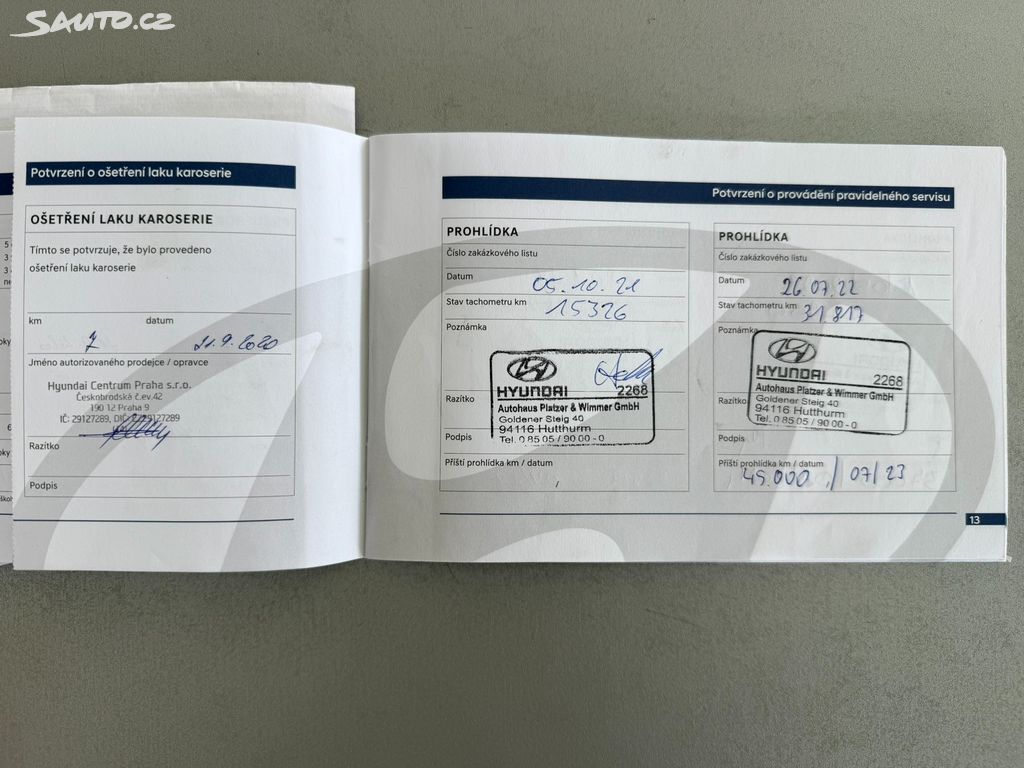 SAUTO.CZ
Potvrzení o ošetření laku karoserie
OŠETŘENÍ LAKU KAROSERIE
Tímto se potvrzuje, že bylo provedeno
ošetření laku karoserie
km datum
7 21.9.2020
Jméno autorizovaného prodejce / opravce
Hyundai Centrum Praha s.r.o.
Českobrodská č.ev.42
190 12 Praha 9
IČ: 29127289, DIČ: CZ29127289
Razítko
Podpis
Potvrzení o provádění pravidelného servisu
PROHLÍDKA
Číslo zakázkového listu
Datum 05.10.21
Stav tachometru km 15326
Poznámka
HYUNDAI 2268
Autohaus Platzer & Wimmer GmbH
Goldener Steig 40
94116 Hutthurm
Tel. 0 85 05 / 90 00 - 0
Razítko
Podpis
Příští prohlídka km / datum
/
PROHLÍDKA
Číslo zakázkového listu
Datum 26.07.22
Stav tachometru km 31.817
Poznámka
HYUNDAI 2268
Autohaus Platzer & Wimmer GmbH
Goldener Steig 40
94116 Hutthurm
Tel. 0 85 05 / 90 00 - 0
Razítko
Podpis
Příští prohlídka km / datum
45.000 / 07/23
13